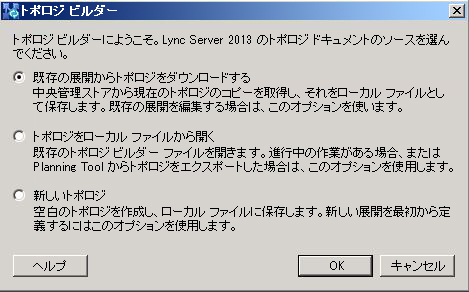 トポロジ ビルダー
トポロジ ビルダーにようこそ。Lync Server 2013 のトポロジ ドキュメントのソースを選ん
でください。
既存の展開からトポロジをダウンロードする
中央管理ストアから現在のトポロジのコピーを取得し、それをローカル ファイルとし
て保存します。既存の展開を編集する場合は、このオプションを使います。
トポロジをローカル ファイルから開く
既存のトポロジ ビルダー ファイルを開きます。進行中の作業がある場合、または
Planning Tool からトポロジをエクスポートした場合は、このオプションを使用します。
新しいトポロジ
空白のトポロジを作成し、ローカル ファイルに保存します。新しい展開を最初から定
義するにはこのオプションを使用します。
ヘルプ OK キャンセル